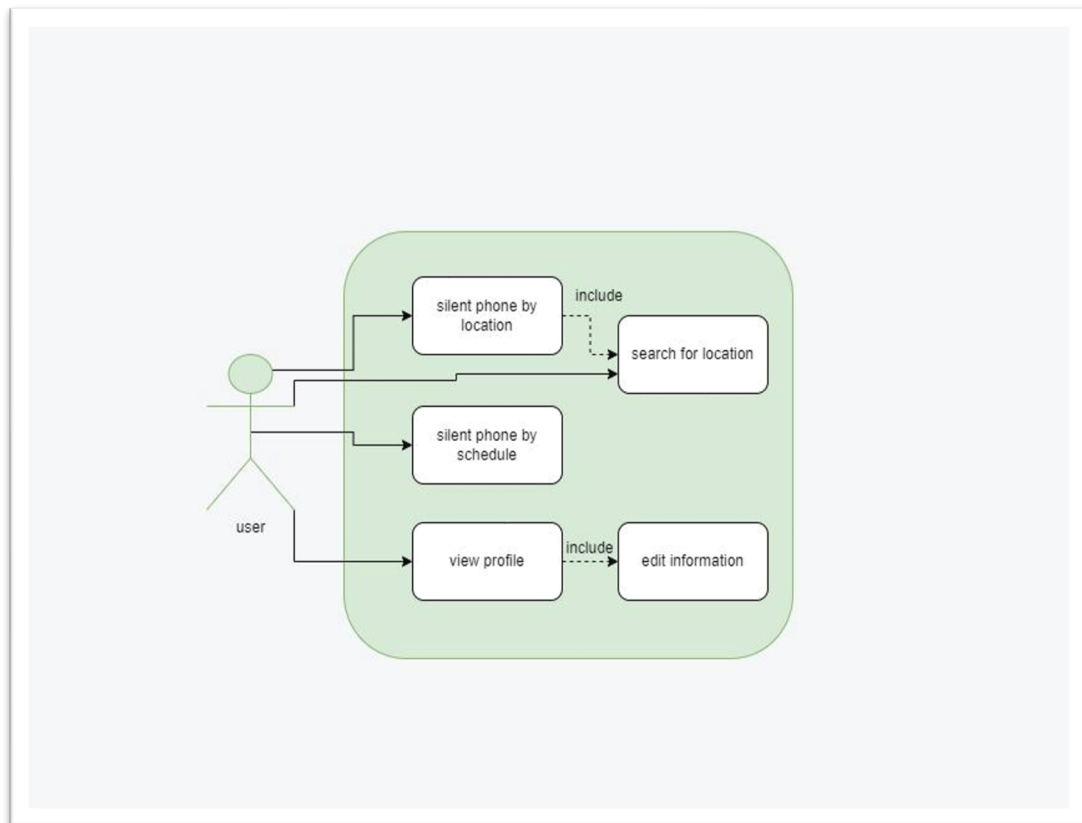 silent phone by
location
include
search for location
silent phone by
schedule
user
view profile
include
edit information